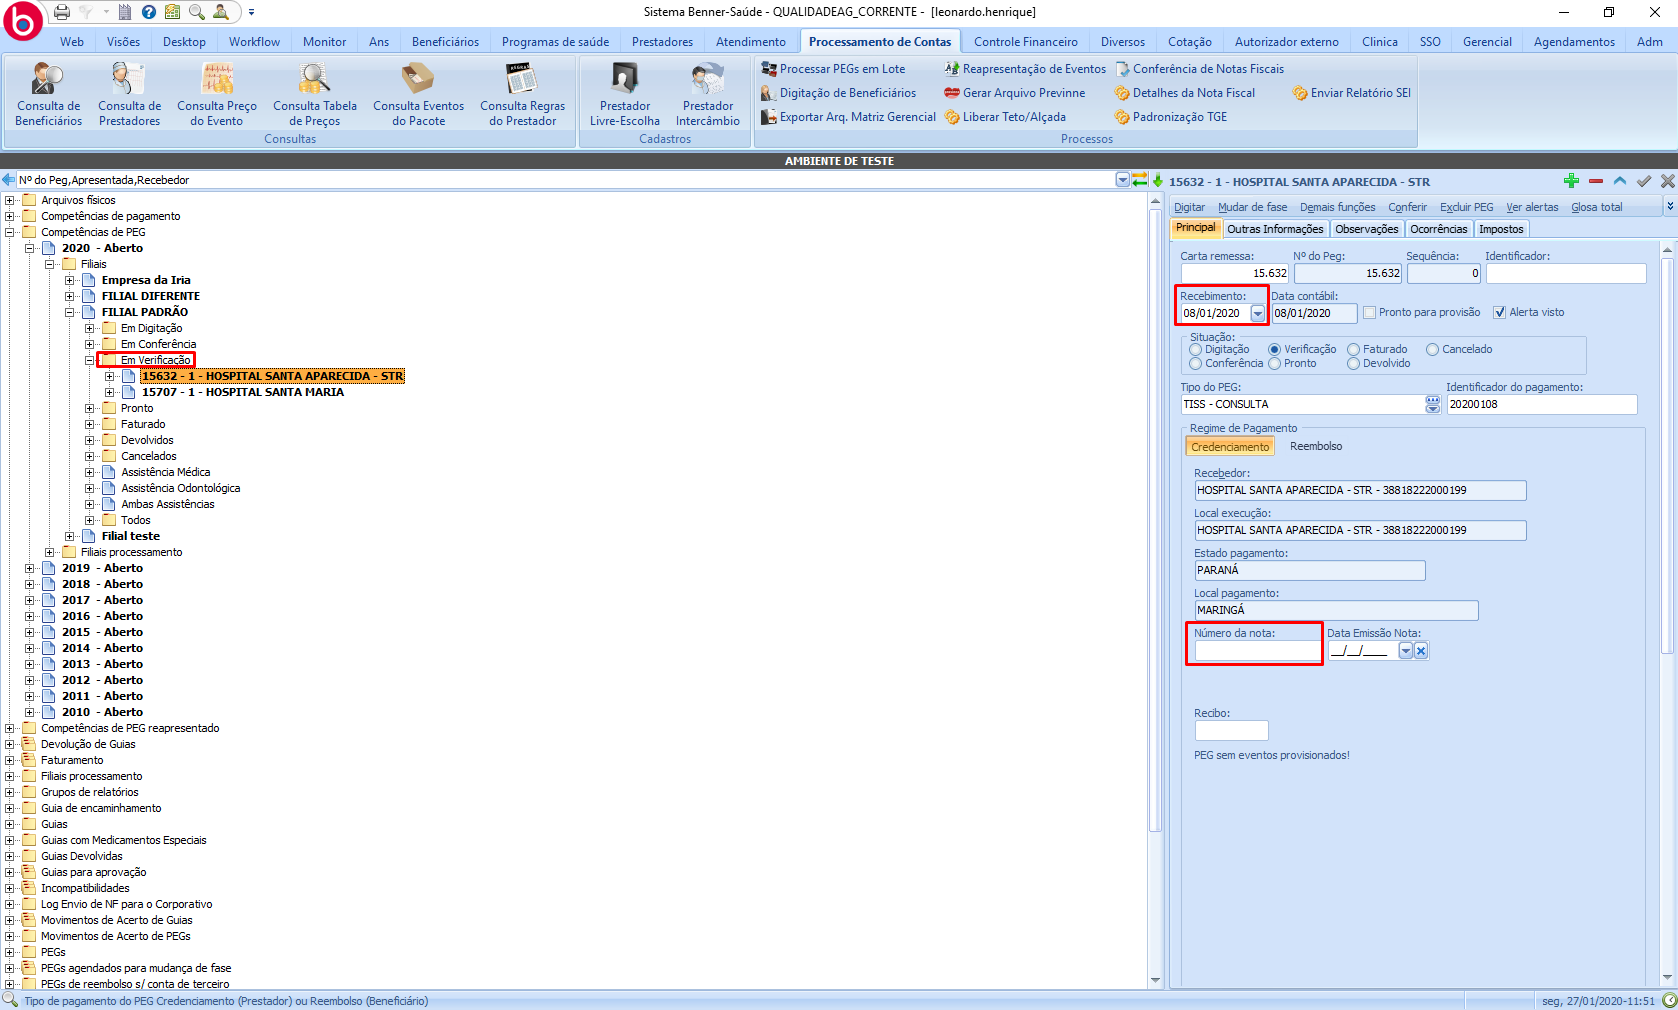 Sistema Benner-Saúde - QUALIDADEAG_CORRENTE - [leonardo.henrique]
Web Visões Desktop Workflow Monitor Ans Beneficiários Programas de saúde Prestadores Atendimento Processamento de Contas Controle Financeiro Diversos Cotação Autorizador externo Clinica SSO Gerencial Agendamentos Adm
Consulta de Beneficiários
Consulta de Prestadores
Consulta Preço do Evento
Consulta Tabela de Preços
Consulta Eventos do Pacote
REGRAS
Consulta Regras do Prestador
Consultas
Prestador Livre-Escolha
Prestador Intercâmbio
Cadastros
Processar PEGs em Lote Reapresentação de Eventos Conferência de Notas Fiscais
Digitação de Beneficiários Gerar Arquivo Previnne Detalhes da Nota Fiscal Enviar Relatório SEI
Exportar Arq. Matriz Gerencial Liberar Teto/Alçada Padronização TGE
Processos
AMBIENTE DE TESTE
Nº do Peg,Apresentada,Recebedor
Arquivos físicos
Competências de pagamento
Competências de PEG
2020 - Aberto
Filiais
Empresa da Iria
FILIAL DIFERENTE
FILIAL PADRÃO
Em Digitação
Em Conferência
Em Verificação
15632 - 1 - HOSPITAL SANTA APARECIDA - STR
15707 - 1 - HOSPITAL SANTA MARIA
Pronto
Faturado
Devolvidos
Cancelados
Assistência Médica
Assistência Odontológica
Ambas Assistências
Todos
Filial teste
Filiais processamento
2019 - Aberto
2018 - Aberto
2017 - Aberto
2016 - Aberto
2015 - Aberto
2014 - Aberto
2013 - Aberto
2012 - Aberto
2011 - Aberto
2010 - Aberto
Competências de PEG reapresentado
Devolução de Guias
Faturamento
Filiais processamento
Grupos de relatórios
Guia de encaminhamento
Guias
Guias com Medicamentos Especiais
Guias Devolvidas
Guias para aprovação
Incompatibilidades
Log Envio de NF para o Corporativo
Movimentos de Acerto de Guias
Movimentos de Acerto de PEGs
PEGs
PEGs agendados para mudança de fase
PEGs de reembolso s/ conta de terceiro
15632 - 1 - HOSPITAL SANTA APARECIDA - STR
Digitar Mudar de fase Demais funções Conferir Excluir PEG Ver alertas Glosa total
Principal Outras Informações Observações Ocorrências Impostos
Carta remessa: Nº do Peg: Sequência: Identificador:
15.632 15.632 0
Recebimento: Data contábil:
08/01/2020 08/01/2020 Pronto para provisão Alerta visto
Situação:
Digitação Verificação Faturado Cancelado
Conferência Pronto Devolvido
Tipo do PEG: Identificador do pagamento:
TISS - CONSULTA 20200108
Regime de Pagamento
Credenciamento Reembolso
Recebedor:
HOSPITAL SANTA APARECIDA - STR - 38818222000199
Local execução:
HOSPITAL SANTA APARECIDA - STR - 38818222000199
Estado pagamento:
PARANÁ
Local pagamento:
MARINGÁ
Número da nota: Data Emissão Nota:
__/__/____
Recibo:
PEG sem eventos provisionados!
Tipo de pagamento do PEG Credenciamento (Prestador) ou Reembolso (Beneficiário)
seg, 27/01/2020-11:51